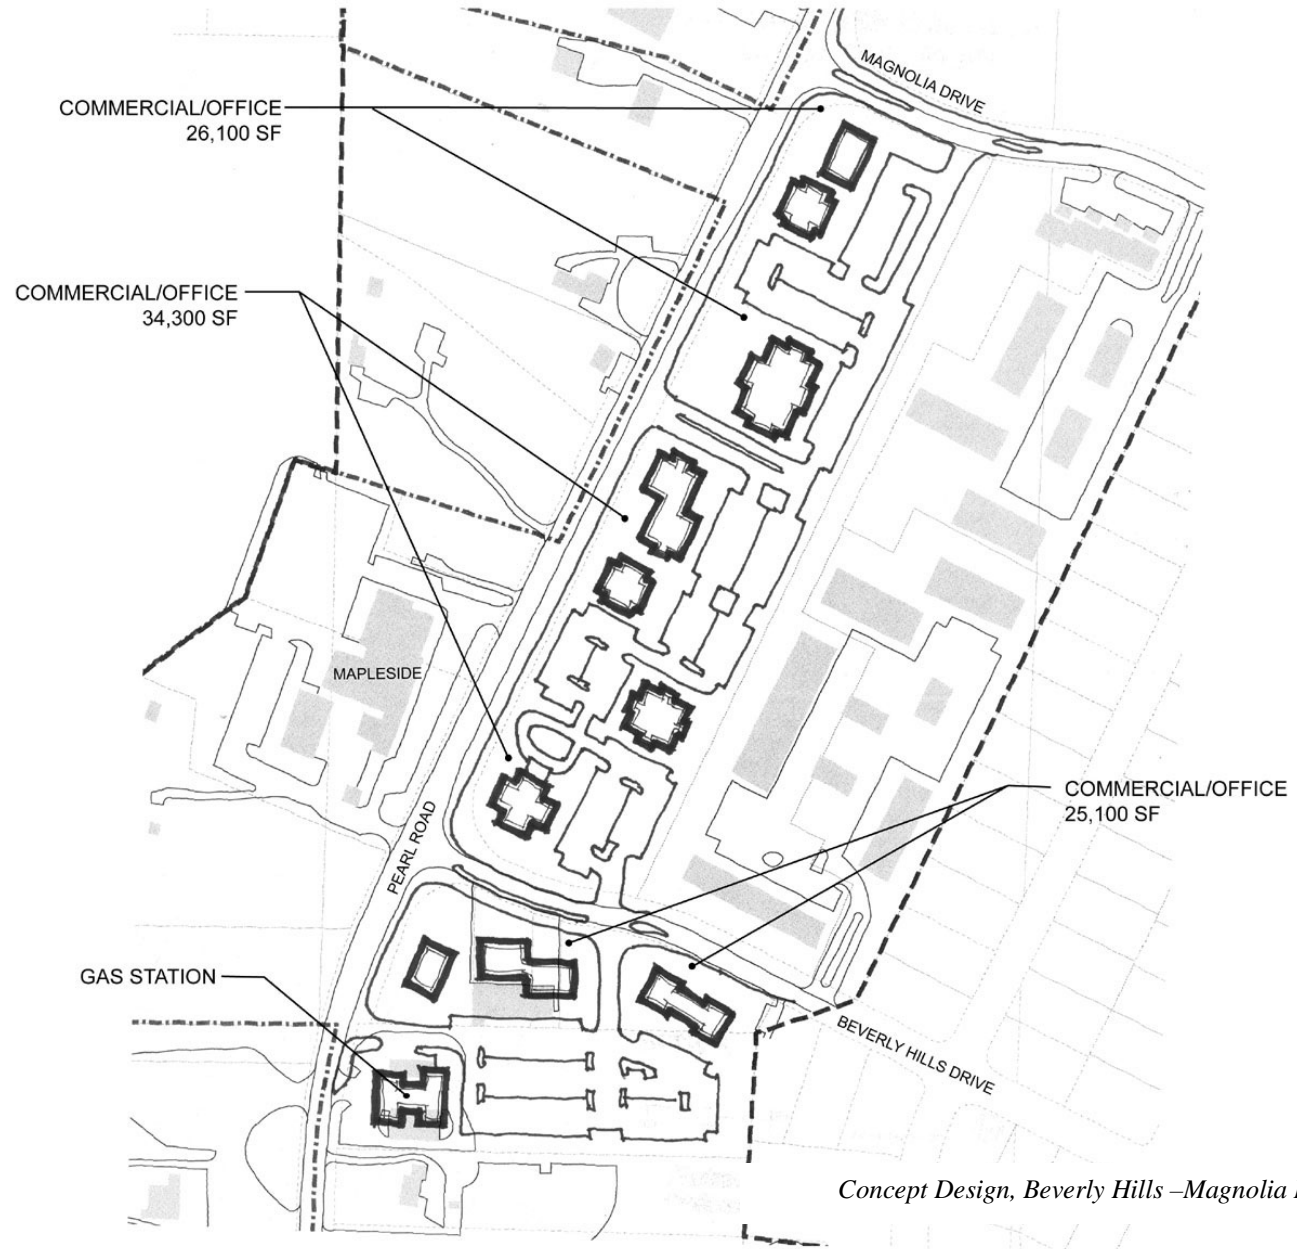 MAGNOLIA DRIVE
COMMERCIAL/OFFICE
26,100 SF
COMMERCIAL/OFFICE
34,300 SF
MAPLESIDE
COMMERCIAL/OFFICE
25,100 SF
PEARL ROAD
GAS STATION
BEVERLY HILLS DRIVE
Concept Design, Beverly Hills –Magnolia